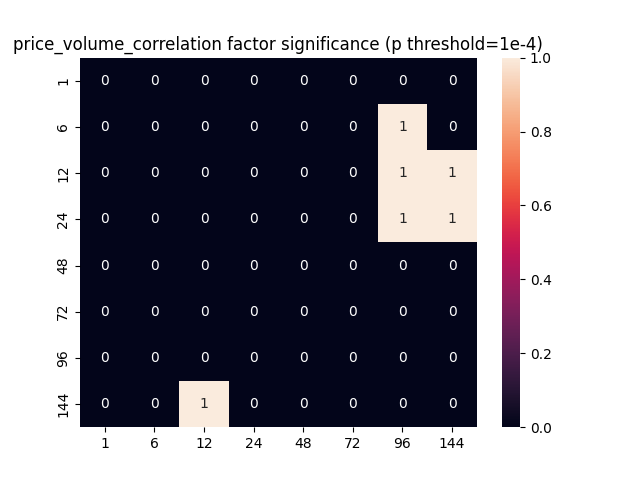 price_volume_correlation factor significance (p threshold=1e-4)
1 0 0 0 0 0 0 0 0
6 0 0 0 0 0 0 1 0
12 0 0 0 0 0 0 1 1
24 0 0 0 0 0 0 1 1
48 0 0 0 0 0 0 0 0
72 0 0 0 0 0 0 0 0
96 0 0 0 0 0 0 0 0
144 0 0 1 0 0 0 0 0
1 6 12 24 48 72 96 144
1.0
0.8
0.6
0.4
0.2
0.0